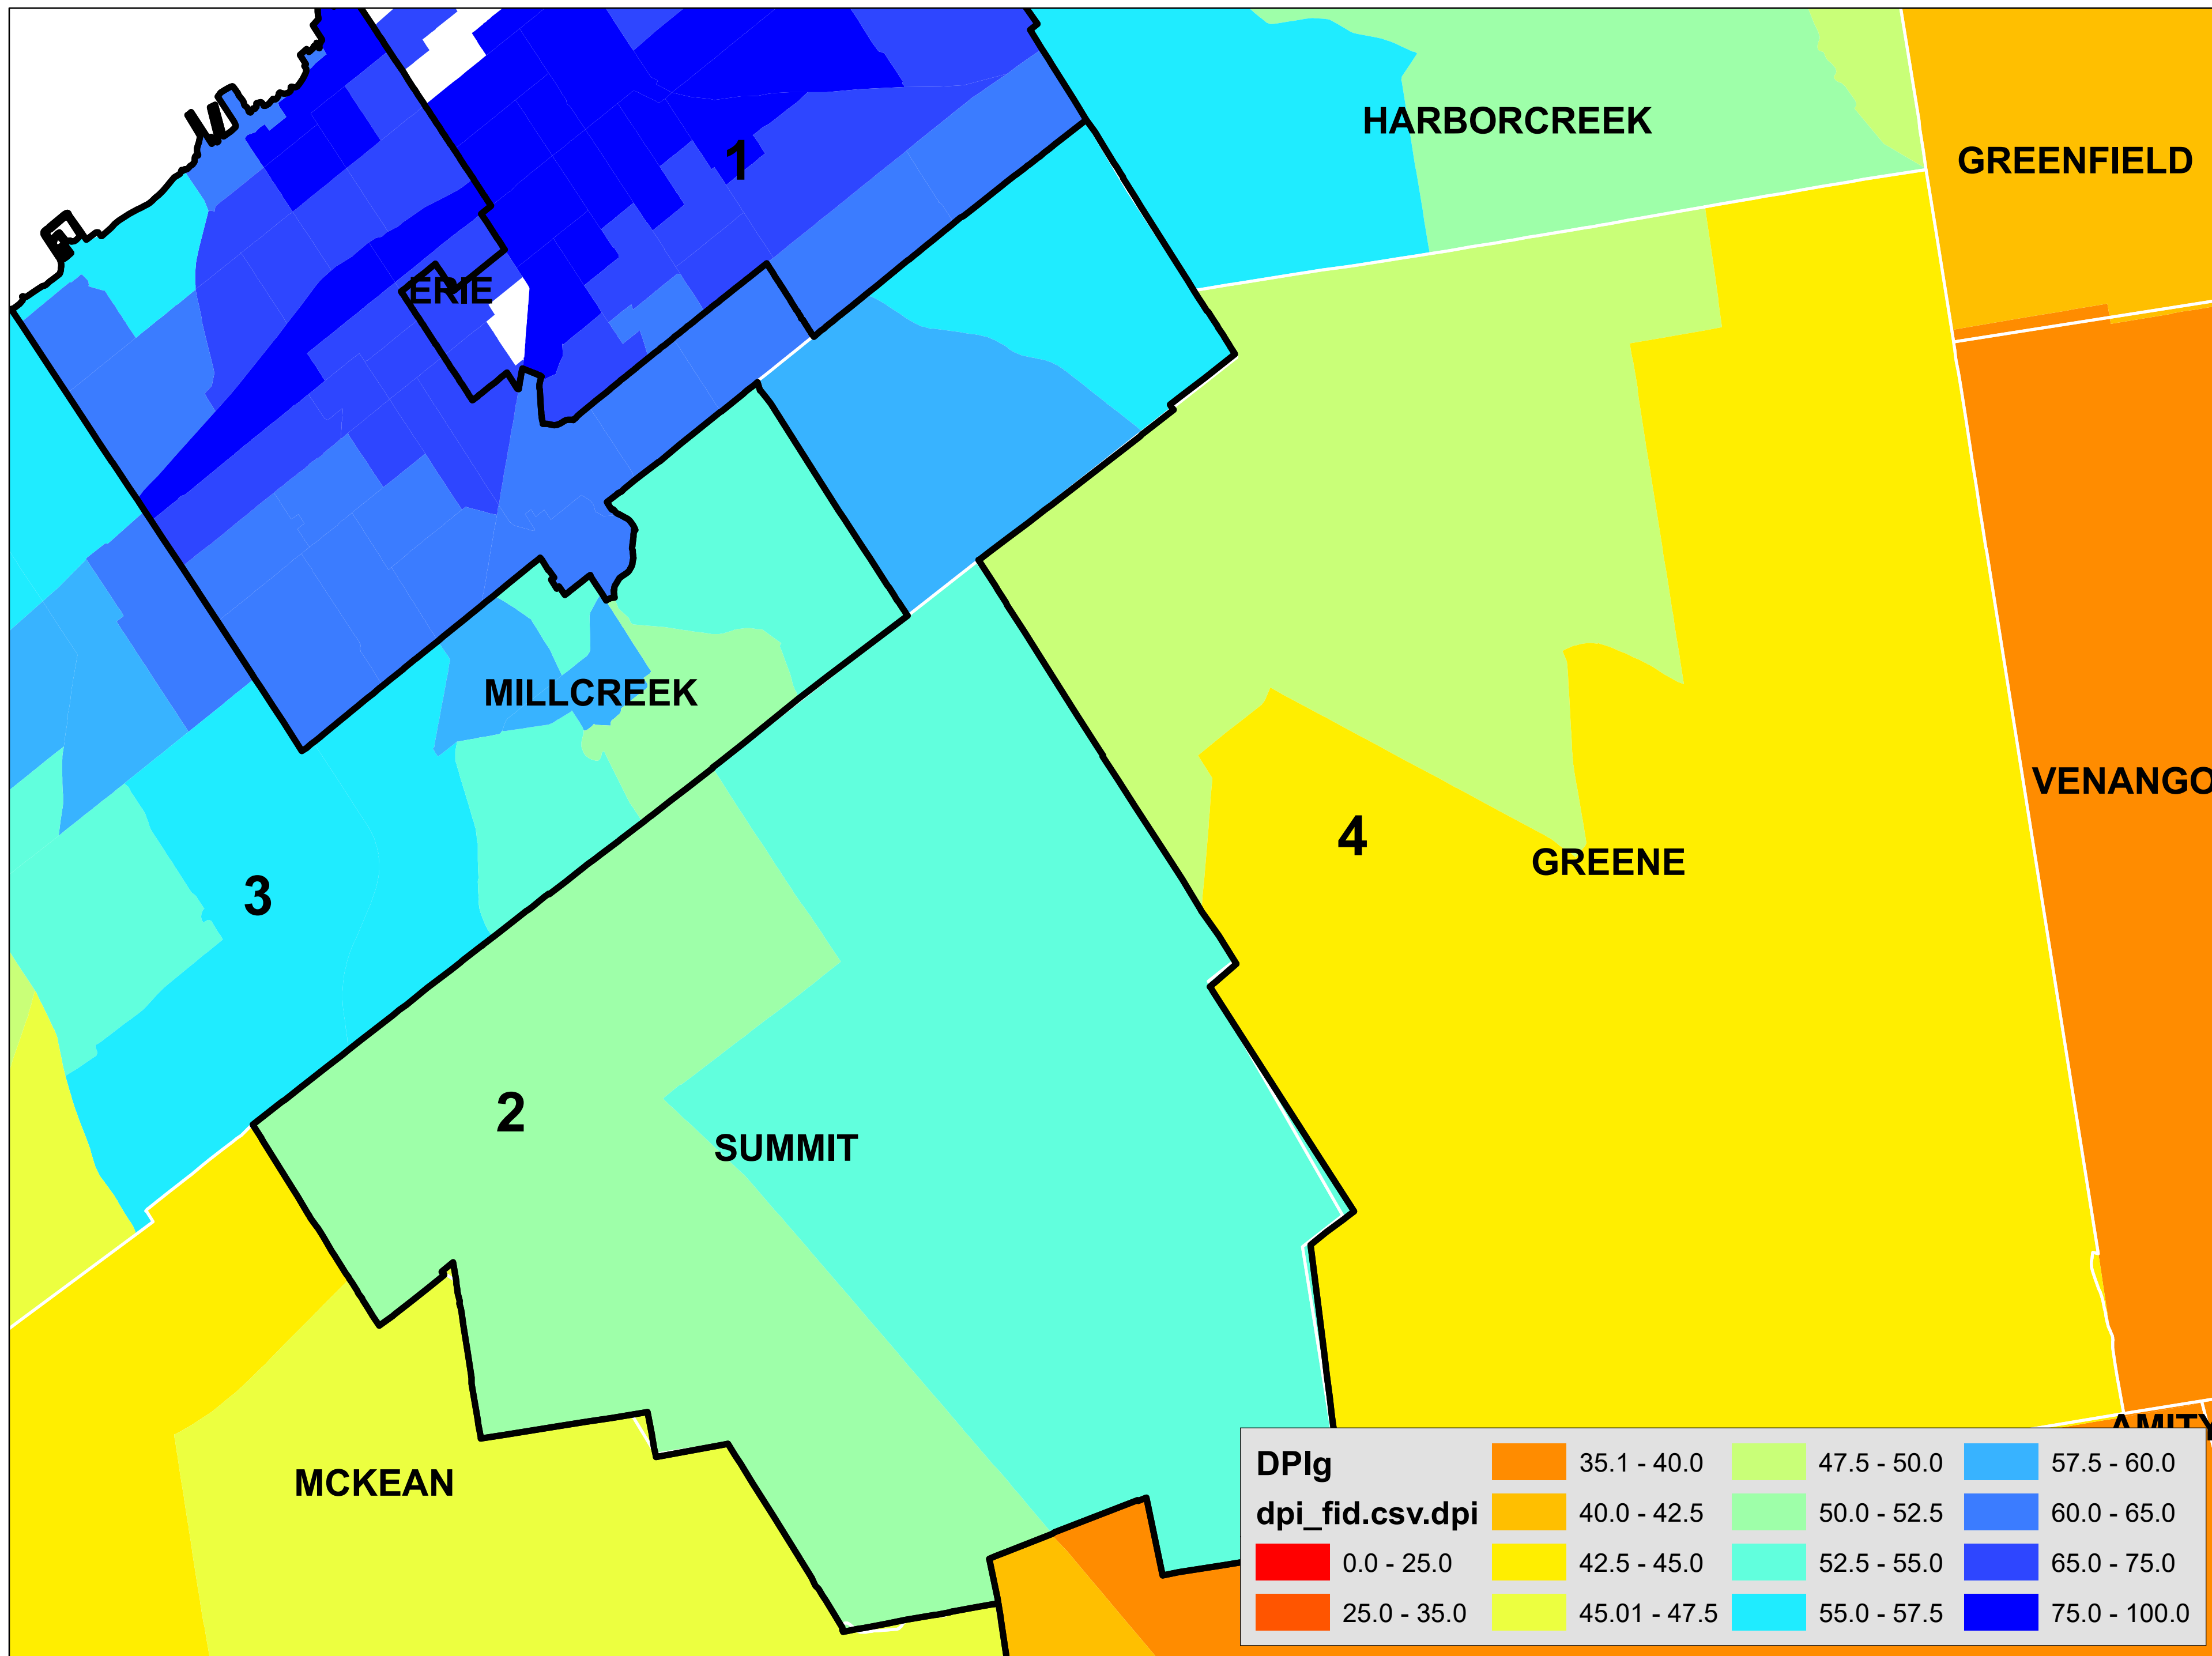 HARBORCREEK
1
GREENFIELD
ERIE
MILLCREEK
VENANGO
4
GREENE
3
2
SUMMIT
AMITY
MCKEAN
DPIg
dpi_fid.csv.dpi
0.0 - 25.0
25.0 - 35.0
35.1 - 40.0
40.0 - 42.5
42.5 - 45.0
45.01 - 47.5
47.5 - 50.0
50.0 - 52.5
52.5 - 55.0
55.0 - 57.5
57.5 - 60.0
60.0 - 65.0
65.0 - 75.0
75.0 - 100.0